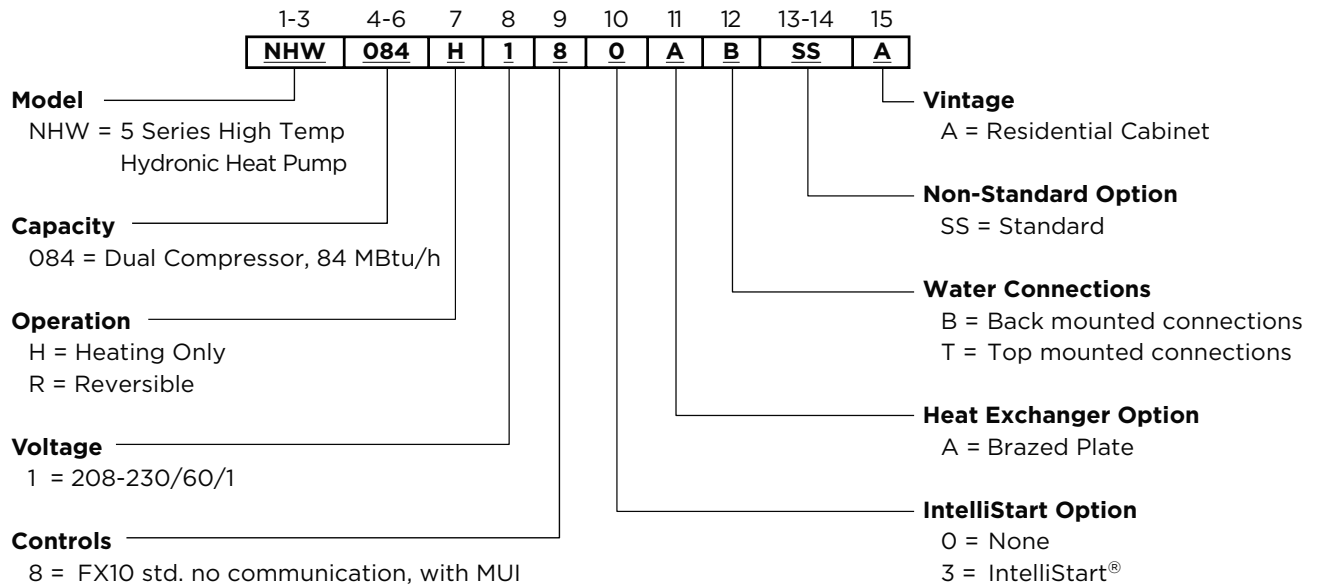 1-3 4-6 7 8 9 10 11 12 13-14 15
NHW 084 H 1 8 0 A B SS A
Model
NHW = 5 Series High Temp
Hydronic Heat Pump
Capacity
084 = Dual Compressor, 84 MBtu/h
Operation
H = Heating Only
R = Reversible
Voltage
1 = 208-230/60/1
Controls
8 = FX10 std. no communication, with MUI
Vintage
A = Residential Cabinet
Non-Standard Option
SS = Standard
Water Connections
B = Back mounted connections
T = Top mounted connections
Heat Exchanger Option
A = Brazed Plate
IntelliStart Option
0 = None
3 = IntelliStart®